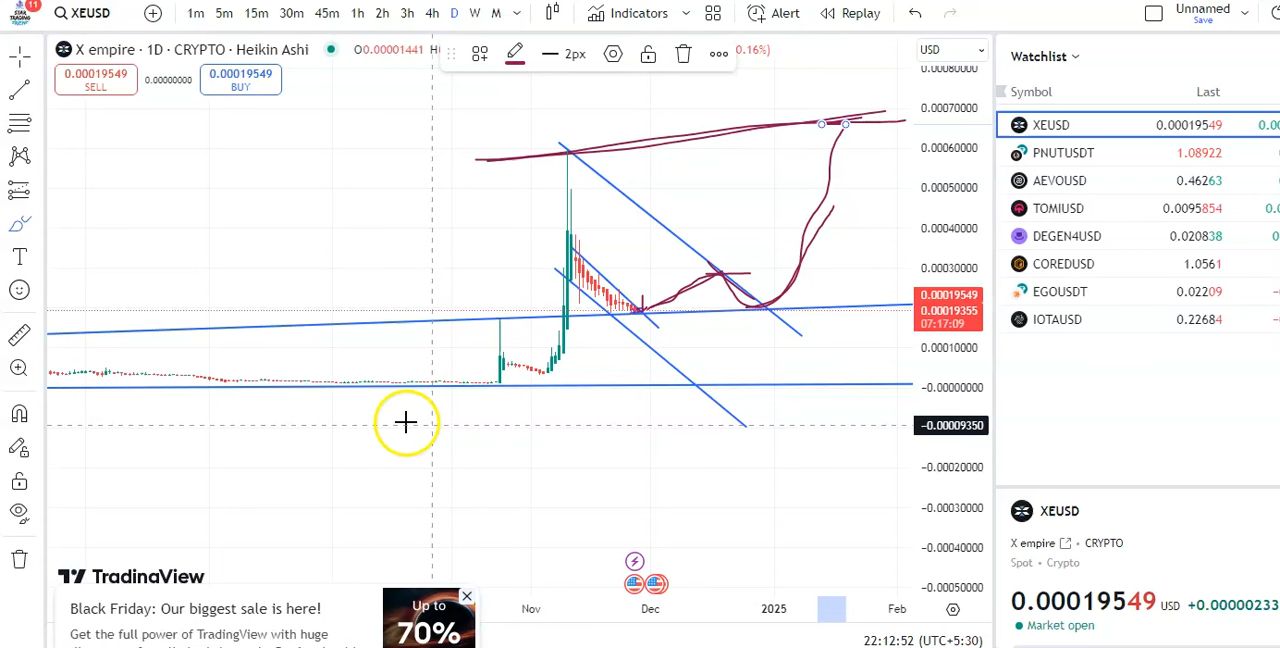 STAR TRADING
11
XEUSD
1m 5m 15m 30m 45m 1h 2h 3h 4h D W M
Indicators
Alert
Replay
Unnamed
Save
X empire · 1D · CRYPTO · Heikin Ashi
O0.00001441 H
0.16%)
2px
USD
0.00019549
SELL
0.00000000
0.00019549
BUY
0.00080000
0.00070000
0.00060000
0.00050000
0.00040000
0.00030000
0.00019549
0.00019355
07:17:09
0.00010000
−0.00000000
−0.00009350
−0.00020000
−0.00030000
−0.00040000
−0.00050000
Nov Dec 2025 Feb
22:12:52 (UTC+5:30)
TradingView
Black Friday: Our biggest sale is here!
Get the full power of TradingView with huge
Up to
70%
Watchlist
Symbol Last
XEUSD 0.00019549 0.00
PNUTUSDT 1.08922
AEVOUSD 0.46263
TOMIUSD 0.0095854 0.
DEGEN4USD 0.020838
COREDUSD 1.0561
EGOUSDT 0.02209
IOTAUSD 0.22684
XEUSD
X empire · CRYPTO
Spot · Crypto
0.00019549 USD +0.00000233
Market open